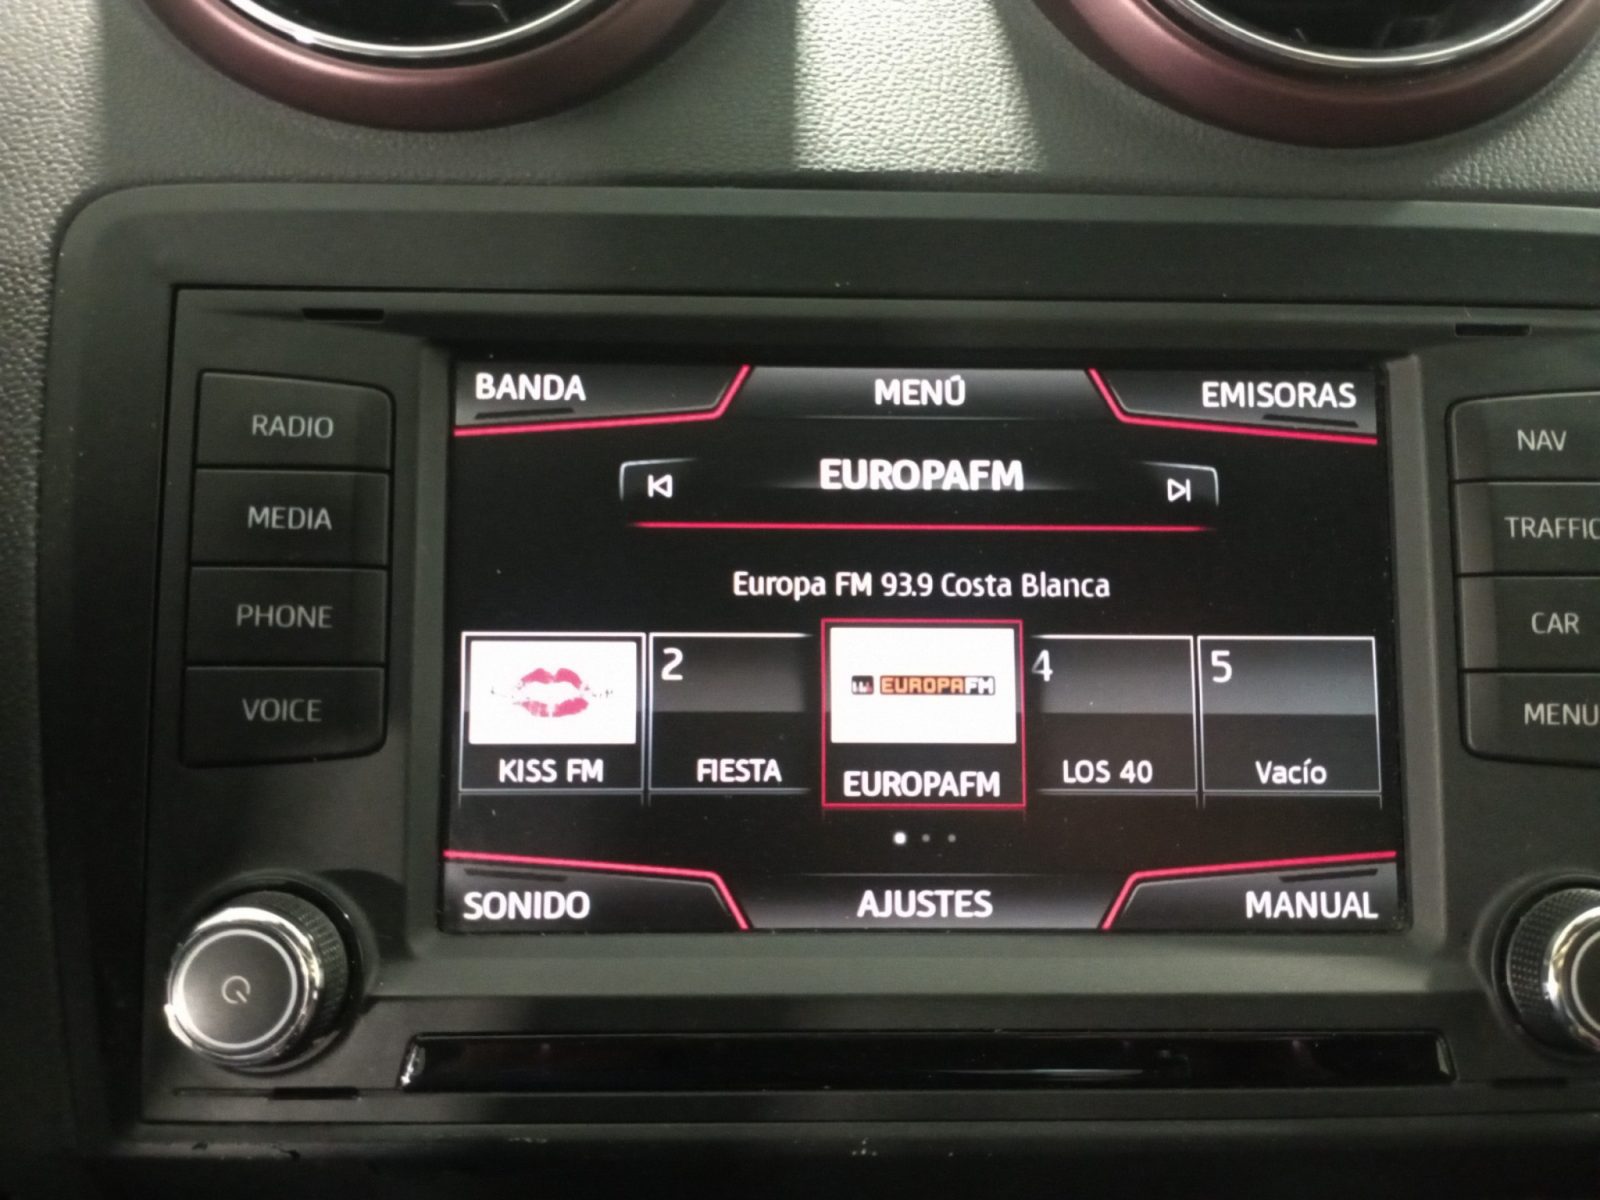 BANDA
MENÚ
EMISORAS
RADIO
MEDIA
PHONE
VOICE
EUROPAFM
Europa FM 93.9 Costa Blanca
KISS FM
2
FIESTA
EUROPAFM
EUROPAFM
4
LOS 40
5
Vacío
SONIDO
AJUSTES
MANUAL
NAV
TRAFFIC
CAR
MENU